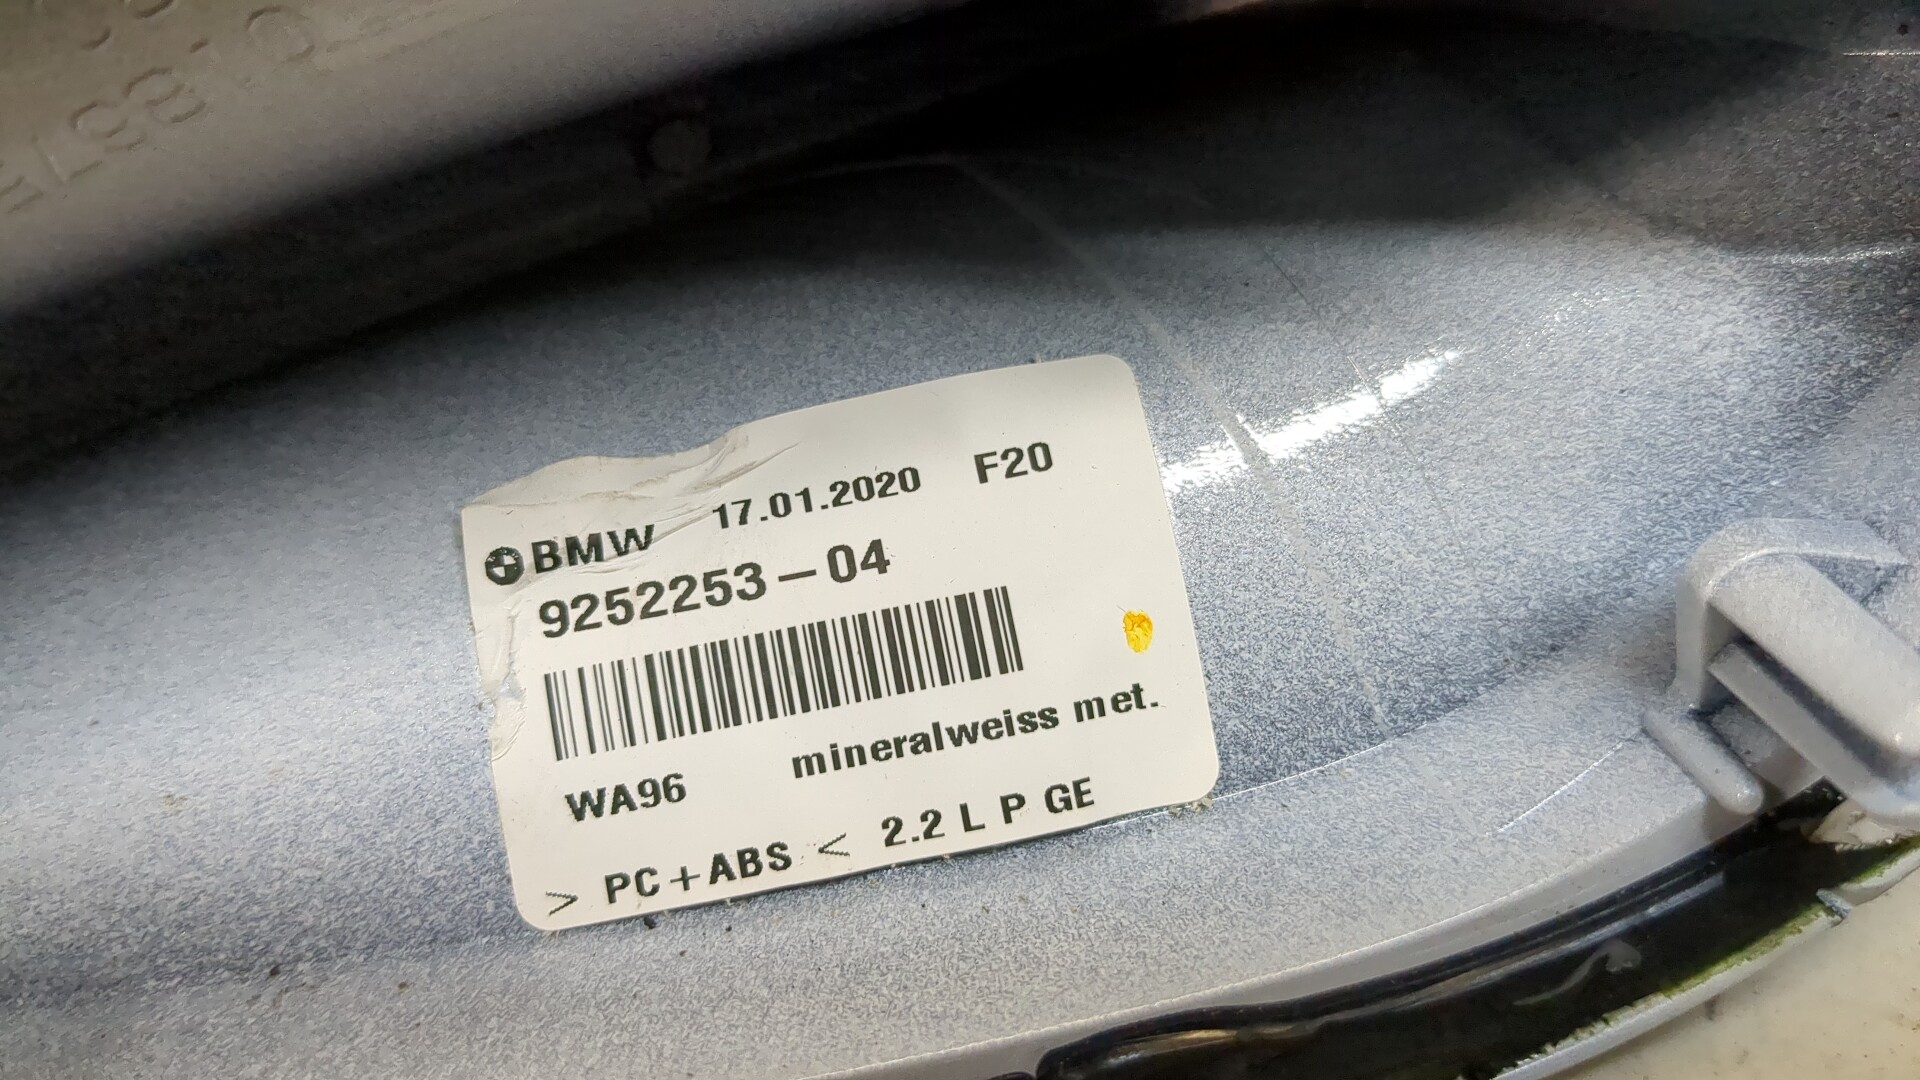 BMW 17.01.2020 F20
9252253-04
WA96 mineralweiss met.
> PC+ABS < 2.2 L P GE